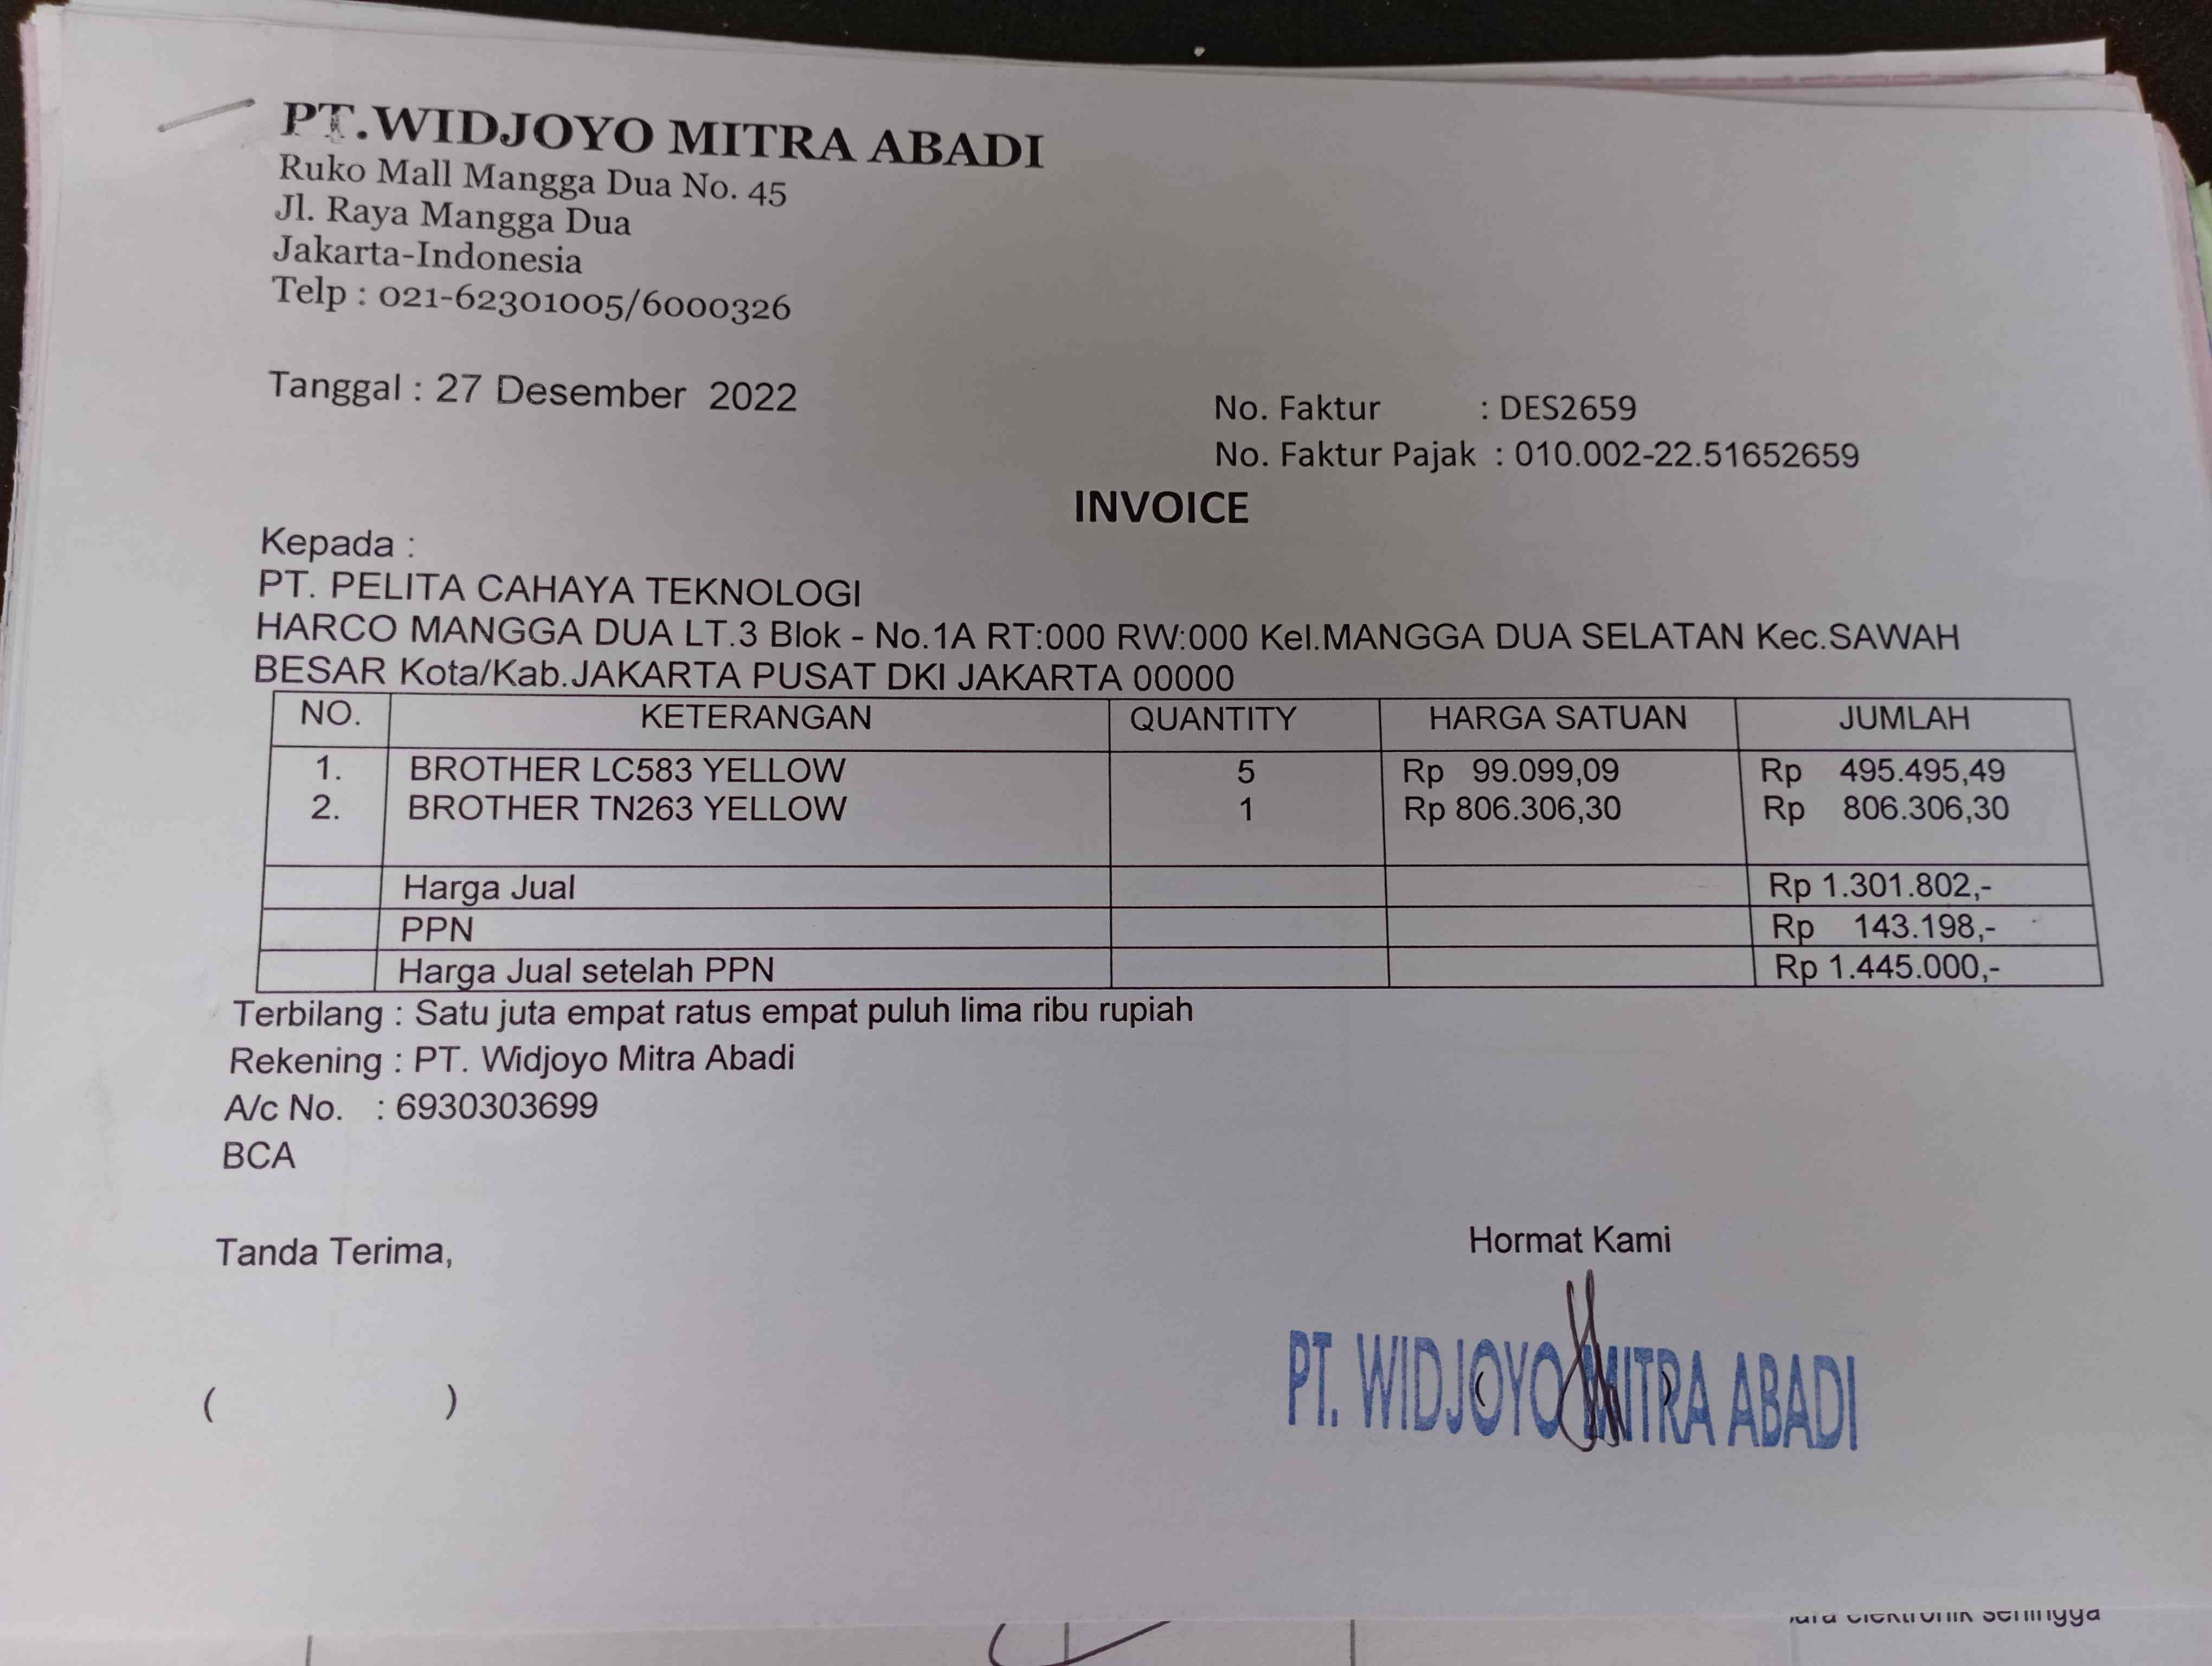 PT.WIDJOYO MITRA ABADI
Ruko Mall Mangga Dua No. 45
Jl. Raya Mangga Dua
Jakarta-Indonesia
Telp : 021-62301005/6000326
Tanggal : 27 Desember 2022
No. Faktur : DES2659
No. Faktur Pajak : 010.002-22.51652659
INVOICE
Kepada :
PT. PELITA CAHAYA TEKNOLOGI
HARCO MANGGA DUA LT.3 Blok - No.1A RT:000 RW:000 Kel.MANGGA DUA SELATAN Kec.SAWAH
BESAR Kota/Kab.JAKARTA PUSAT DKI JAKARTA 00000
NO. KETERANGAN QUANTITY HARGA SATUAN JUMLAH
1. BROTHER LC583 YELLOW 5 Rp 99.099,09 Rp 495.495,49
2. BROTHER TN263 YELLOW 1 Rp 806.306,30 Rp 806.306,30
Harga Jual Rp 1.301.802,-
PPN Rp 143.198,-
Harga Jual setelah PPN Rp 1.445.000,-
Terbilang : Satu juta empat ratus empat puluh lima ribu rupiah
Rekening : PT. Widjoyo Mitra Abadi
A/c No. : 6930303699
BCA
Tanda Terima,
Hormat Kami
( )
PT. WIDJOYO MITRA ABADI
elektronik sehingga